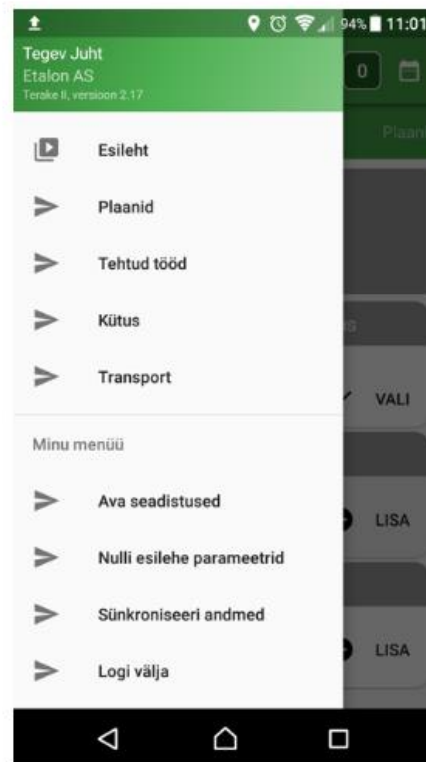 94% 11:01
Tegev Juht
Etalon AS
Terake II, versioon 2.17
0
Plaani
Esileht
Plaanid
Tehtud tööd
Kütus
Transport
VALI
Minu menüü
Ava seadistused
LISA
Nulli esilehe parameetrid
Sünkroniseeri andmed
LISA
Logi välja